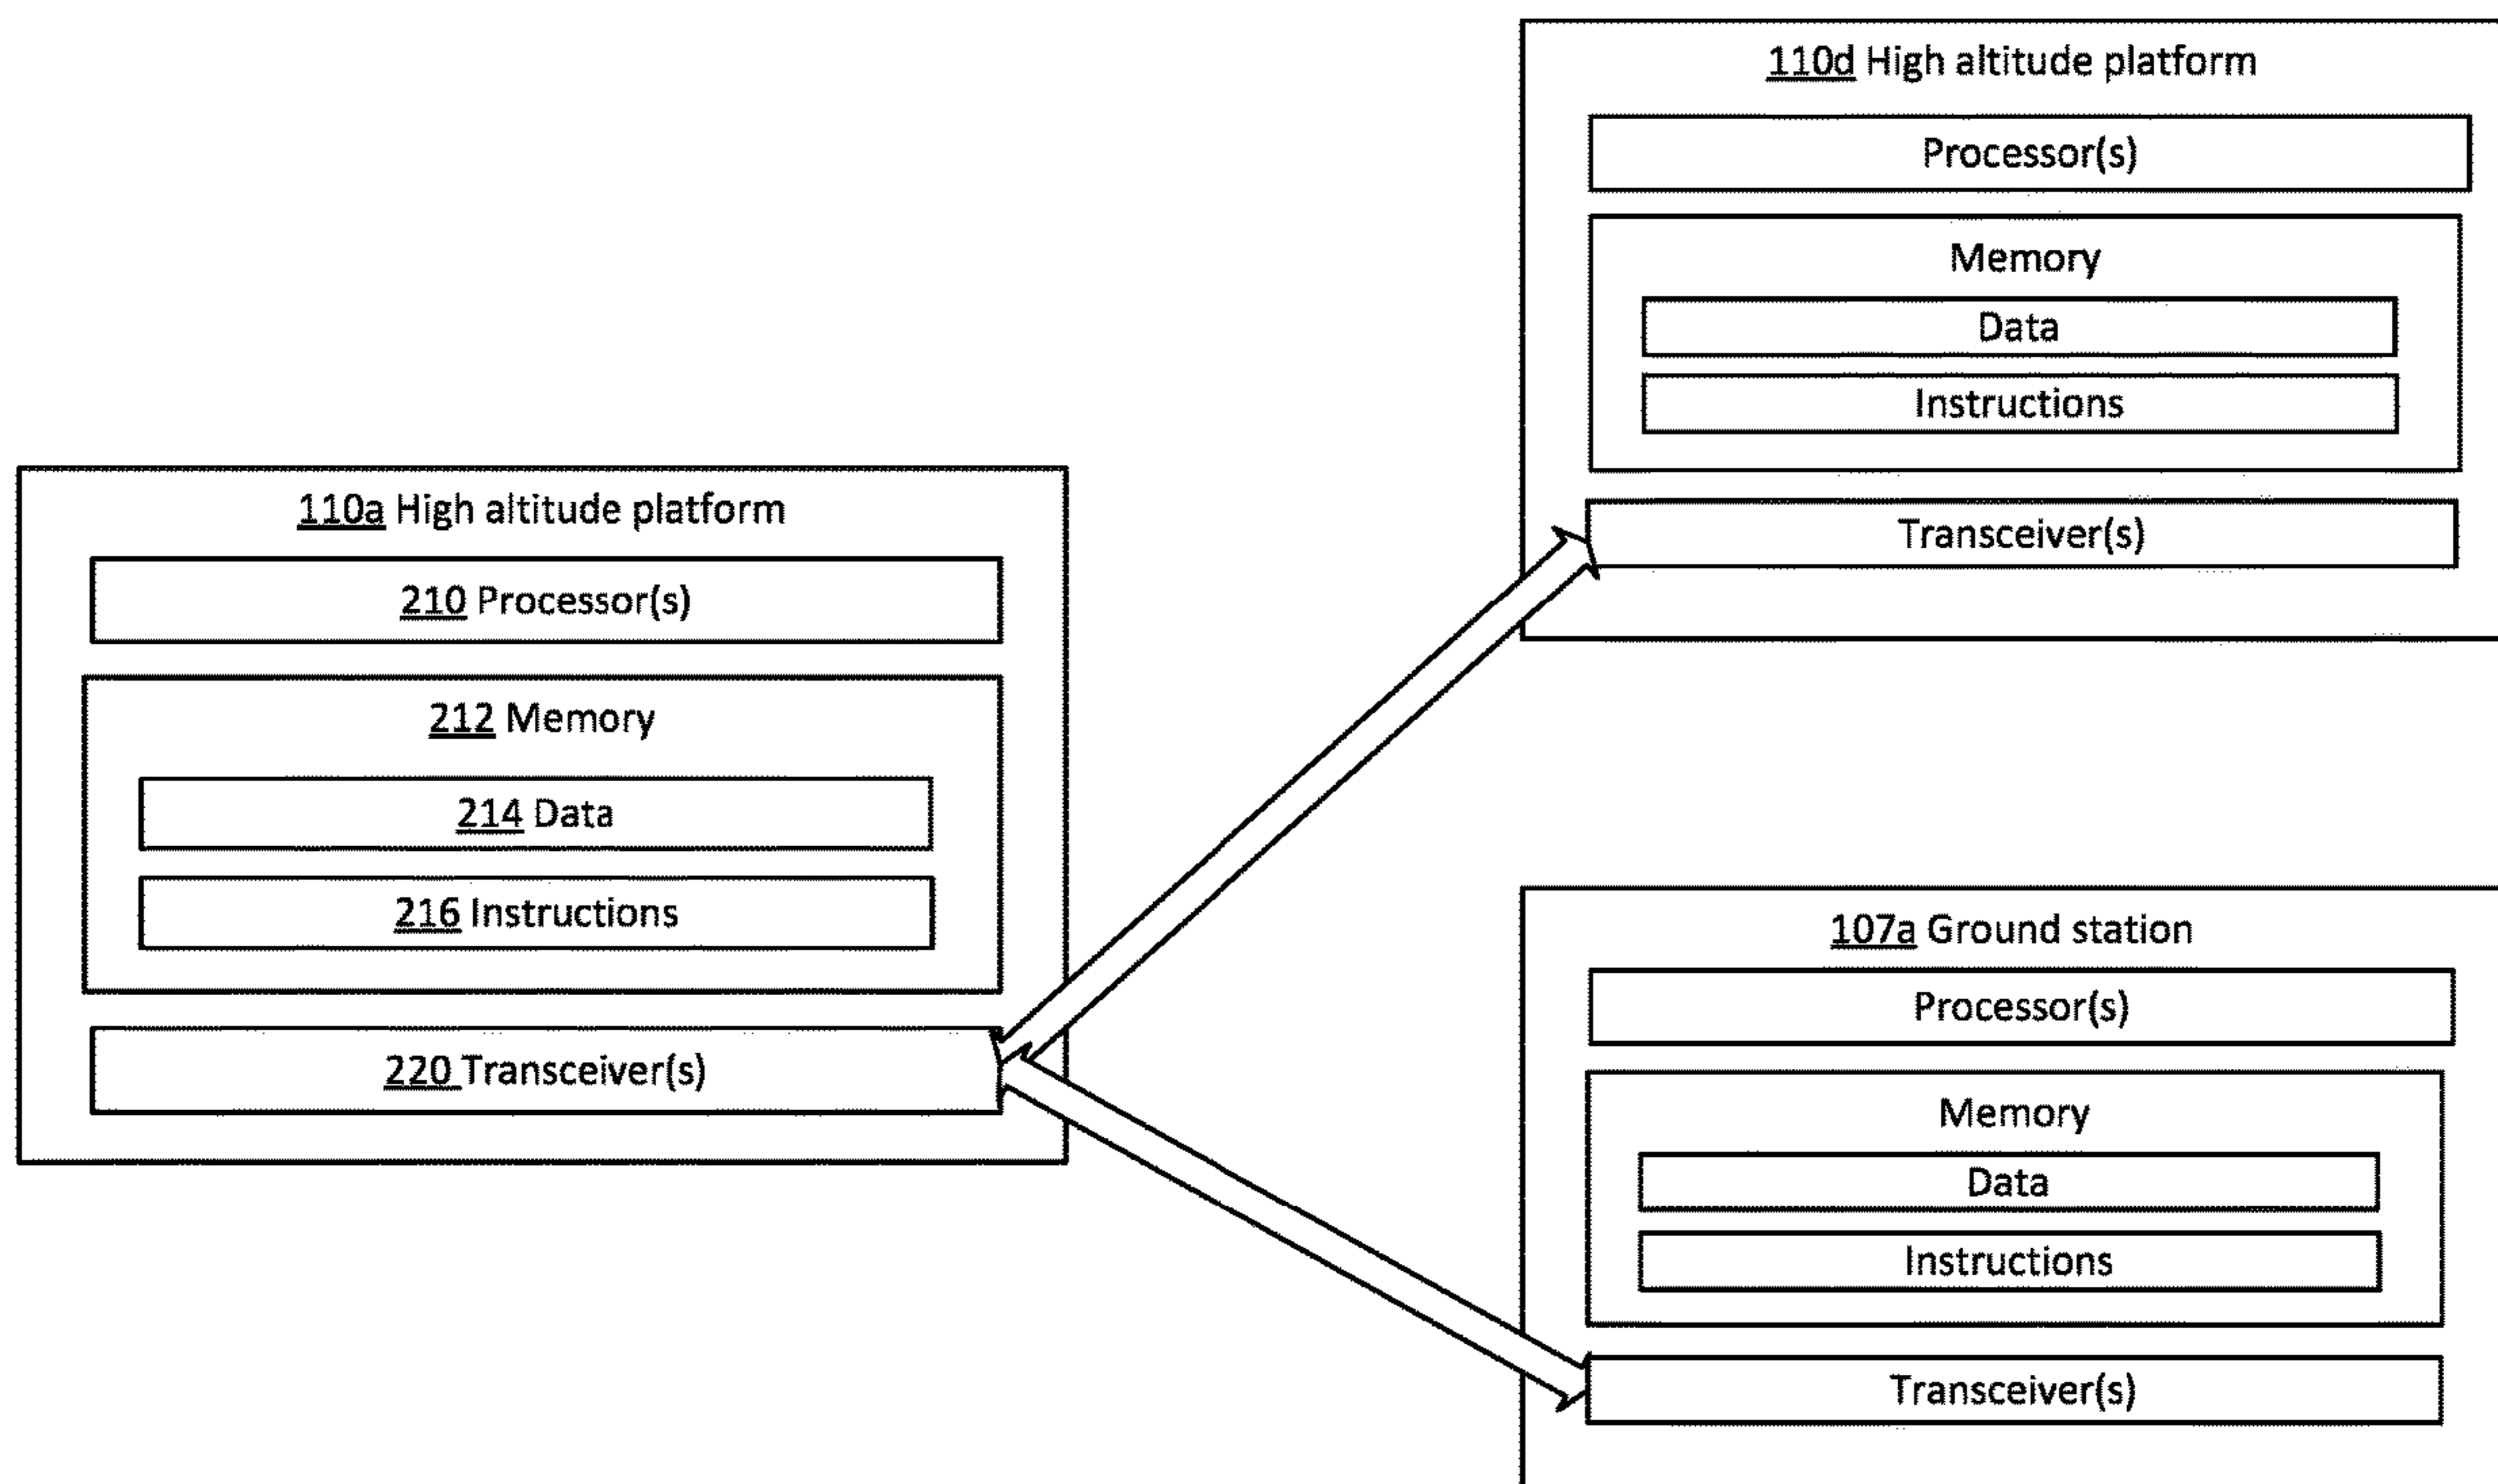 110a High altitude platform
210 Processor(s)
212 Memory
214 Data
216 Instructions
220 Transceiver(s)
110d High altitude platform
Processor(s)
Memory
Data
Instructions
Transceiver(s)
107a Ground station
Processor(s)
Memory
Data
Instructions
Transceiver(s)